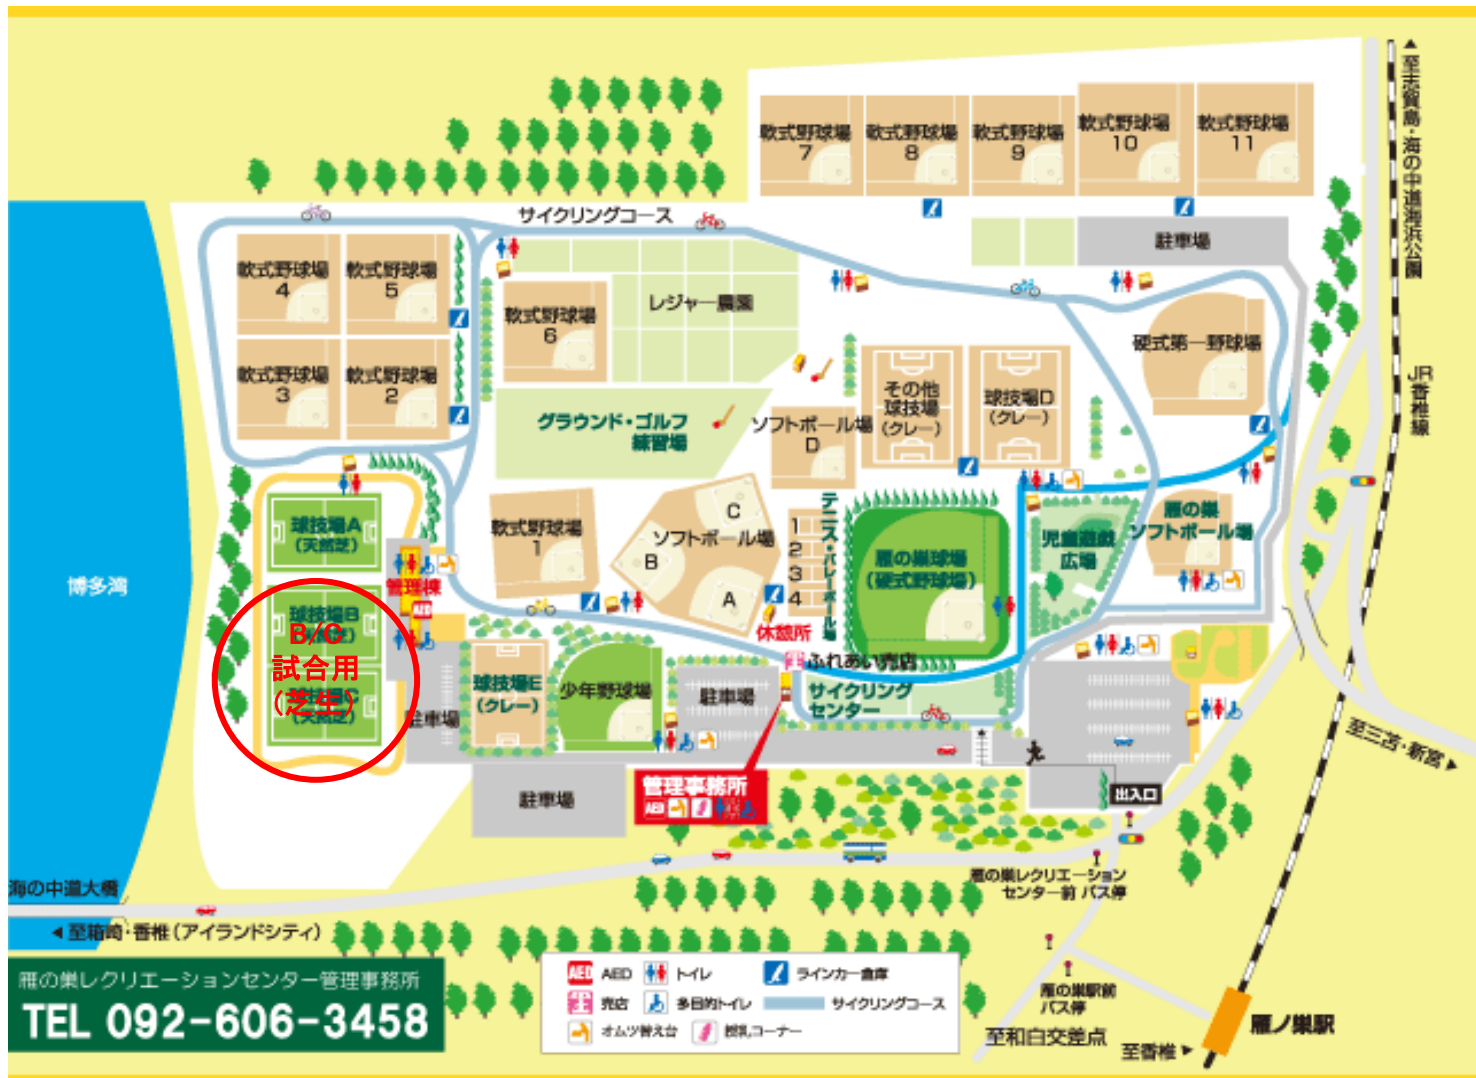 至志賀島・海の中道海浜公園
軟式野球場
7
軟式野球場
8
軟式野球場
9
軟式野球場
10
軟式野球場
11
サイクリングコース
駐車場
軟式野球場
4
軟式野球場
5
軟式野球場
6
レジャー農園
硬式第一野球場
軟式野球場
3
軟式野球場
2
その他
球技場
(クレー)
球技場D
(クレー)
JR香椎線
グラウンド・ゴルフ
練習場
ソフトボール場
D
球技場A
(天然芝)
軟式野球場
1
ソフトボール場
C
B
A
テニス・バレーボール場
1
2
3
4
雁の巣球場
(硬式野球場)
児童遊戯
広場
雁の巣
ソフトボール場
博多湾
管理棟
AED
球技場B
B/C
試合用
(芝生)
(天然芝)
休憩所
ふれあい売店
球技場E
(クレー)
少年野球場
駐車場
サイクリング
センター
駐車場
管理事務所
AED
駐車場
出入口
至三苫・新宮
雁の巣レクリエーション
センター前 バス停
海の中道大橋
至箱崎・香椎(アイランドシティ)
雁の巣レクリエーションセンター管理事務所
TEL 092-606-3458
AED AED
トイレ
ラインカー倉庫
売店
多目的トイレ
サイクリングコース
オムツ替え台
授乳コーナー
雁の巣駅前
バス停
至和白交差点
至香椎
雁ノ巣駅